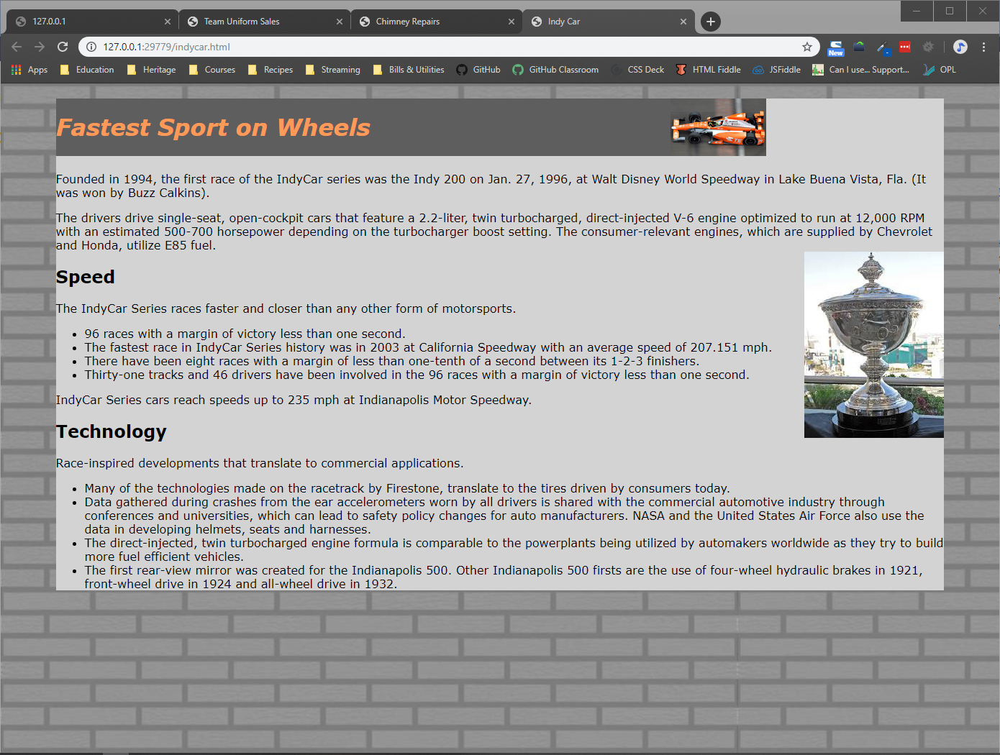 127.0.0.1
Team Uniform Sales
Chimney Repairs
Indy Car
127.0.0.1:29779/indycar.html
New
Apps
Education
Heritage
Courses
Recipes
Streaming
Bills & Utilities
GitHub
GitHub Classroom
CSS Deck
HTML Fiddle
JSFiddle
Can I use... Support...
OPL
Fastest Sport on Wheels
Founded in 1994, the first race of the IndyCar series was the Indy 200 on Jan. 27, 1996, at Walt Disney World Speedway in Lake Buena Vista, Fla. (It
was won by Buzz Calkins).
The drivers drive single-seat, open-cockpit cars that feature a 2.2-liter, twin turbocharged, direct-injected V-6 engine optimized to run at 12,000 RPM
with an estimated 500-700 horsepower depending on the turbocharger boost setting. The consumer-relevant engines, which are supplied by Chevrolet
and Honda, utilize E85 fuel.
Speed
The IndyCar Series races faster and closer than any other form of motorsports.
• 96 races with a margin of victory less than one second.
• The fastest race in IndyCar Series history was in 2003 at California Speedway with an average speed of 207.151 mph.
• There have been eight races with a margin of less than one-tenth of a second between its 1-2-3 finishers.
• Thirty-one tracks and 46 drivers have been involved in the 96 races with a margin of victory less than one second.
IndyCar Series cars reach speeds up to 235 mph at Indianapolis Motor Speedway.
Technology
Race-inspired developments that translate to commercial applications.
• Many of the technologies made on the racetrack by Firestone, translate to the tires driven by consumers today.
• Data gathered during crashes from the ear accelerometers worn by all drivers is shared with the commercial automotive industry through
conferences and universities, which can lead to safety policy changes for auto manufacturers. NASA and the United States Air Force also use the
data in developing helmets, seats and harnesses.
• The direct-injected, twin turbocharged engine formula is comparable to the powerplants being utilized by automakers worldwide as they try to build
more fuel efficient vehicles.
• The first rear-view mirror was created for the Indianapolis 500. Other Indianapolis 500 firsts are the use of four-wheel hydraulic brakes in 1921,
front-wheel drive in 1924 and all-wheel drive in 1932.